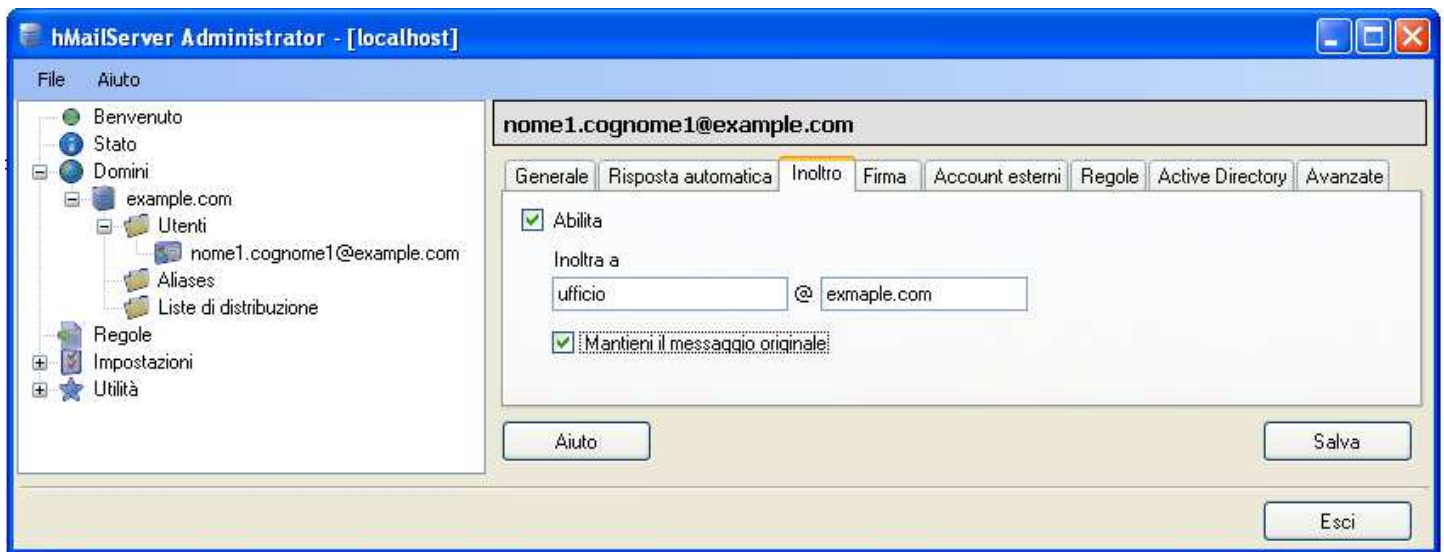 hMailServer Administrator - [localhost]
File Aiuto
Benvenuto
Stato
Domini
example.com
Utenti
nome1.cognome1@example.com
Aliases
Liste di distribuzione
Regole
Impostazioni
Utilità
nome1.cognome1@example.com
Generale Risposta automatica Inoltro Firma Account esterni Regole Active Directory Avanzate
Abilita
Inoltra a
ufficio @ exmaple.com
Mantieni il messaggio originale
Aiuto Salva
Esci